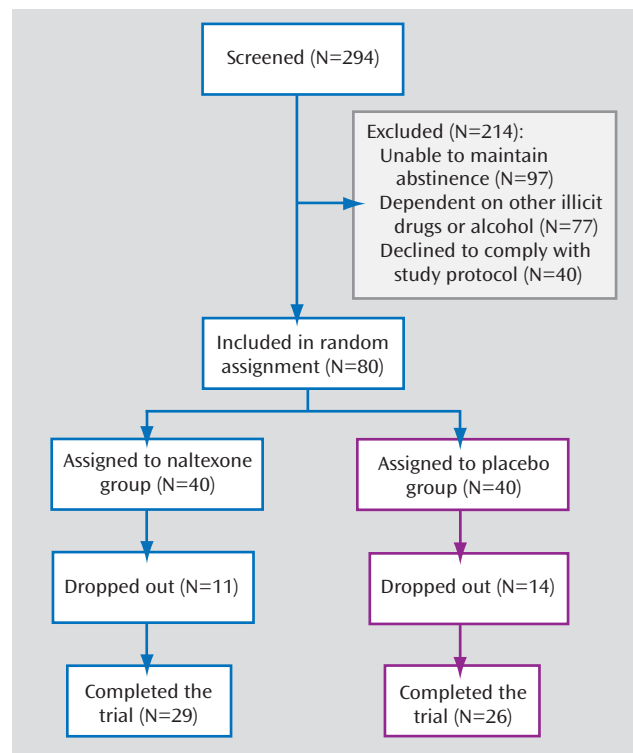 Screened (N=294)
Excluded (N=214):
Unable to maintain
abstinence (N=97)
Dependent on other illicit
drugs or alcohol (N=77)
Declined to comply with
study protocol (N=40)
Included in random
assignment (N=80)
Assigned to naltexone
group (N=40)
Assigned to placebo
group (N=40)
Dropped out (N=11)
Dropped out (N=14)
Completed the
trial (N=29)
Completed the
trial (N=26)